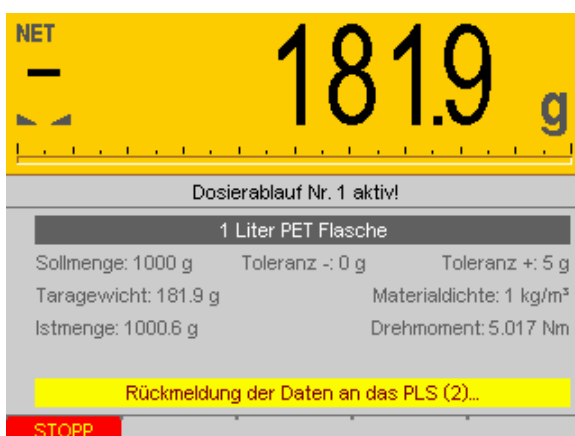 NET
– 181.9 g
Dosierablauf Nr. 1 aktiv!
1 Liter PET Flasche
Sollmenge: 1000 g Toleranz -: 0 g Toleranz +: 5 g
Taragewicht: 181.9 g Materialdichte: 1 kg/m³
Istmenge: 1000.6 g Drehmoment: 5.017 Nm
Rückmeldung der Daten an das PLS (2)...
STOPP